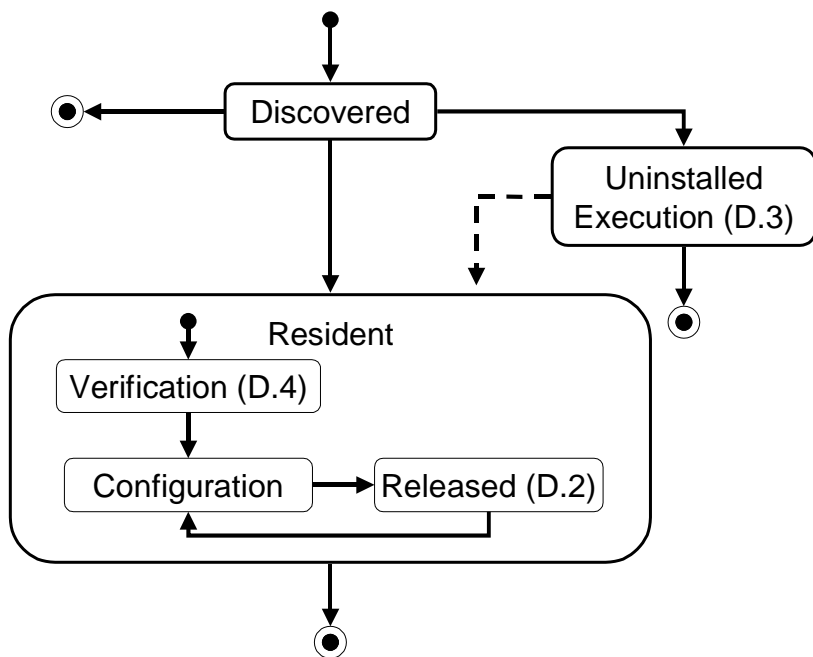 Discovered
Uninstalled
Execution (D.3)
Resident
Verification (D.4)
Configuration
Released (D.2)